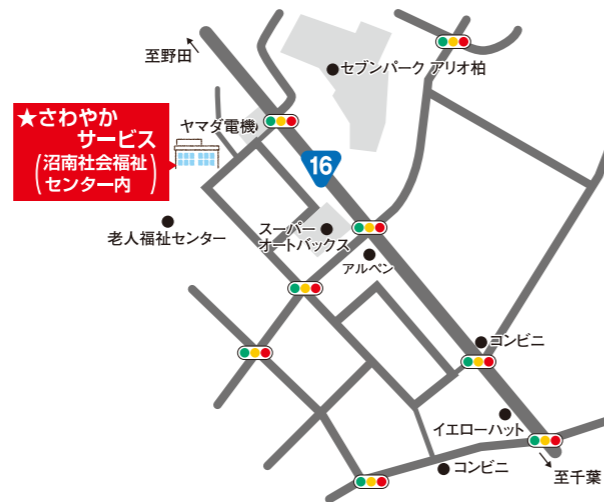 至野田
セブンパーク アリオ柏
★さわやか
サービス
(沼南社会福祉
センター内)
ヤマダ電機
16
老人福祉センター
スーパー
オートバックス
アルペン
コンビニ
イエローハット
コンビニ
至千葉